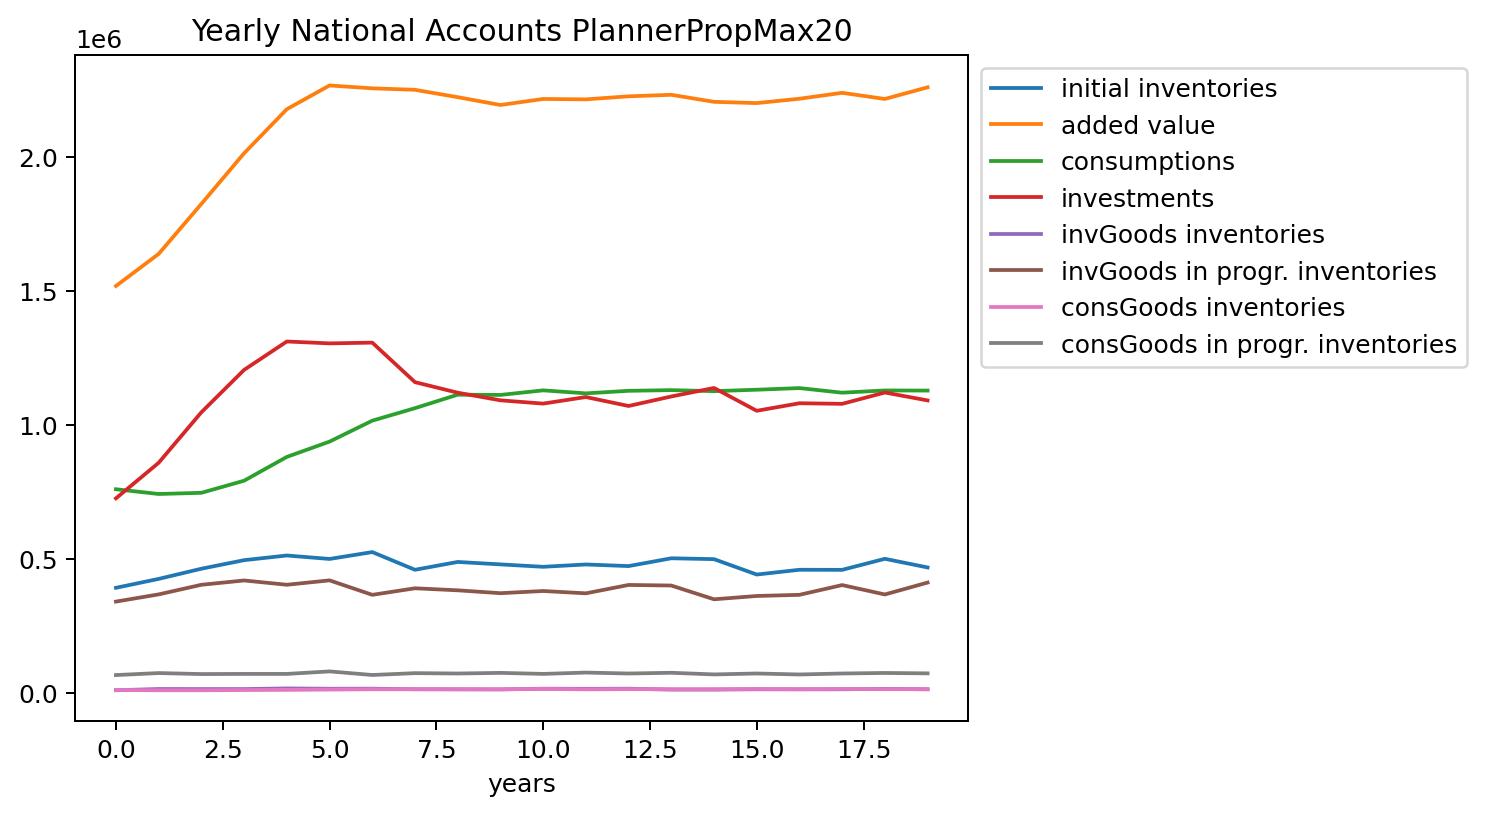 Yearly National Accounts PlannerPropMax20
1e6
2.0
1.5
1.0
0.5
0.0
0.0 2.5 5.0 7.5 10.0 12.5 15.0 17.5
years
initial inventories
added value
consumptions
investments
invGoods inventories
invGoods in progr. inventories
consGoods inventories
consGoods in progr. inventories